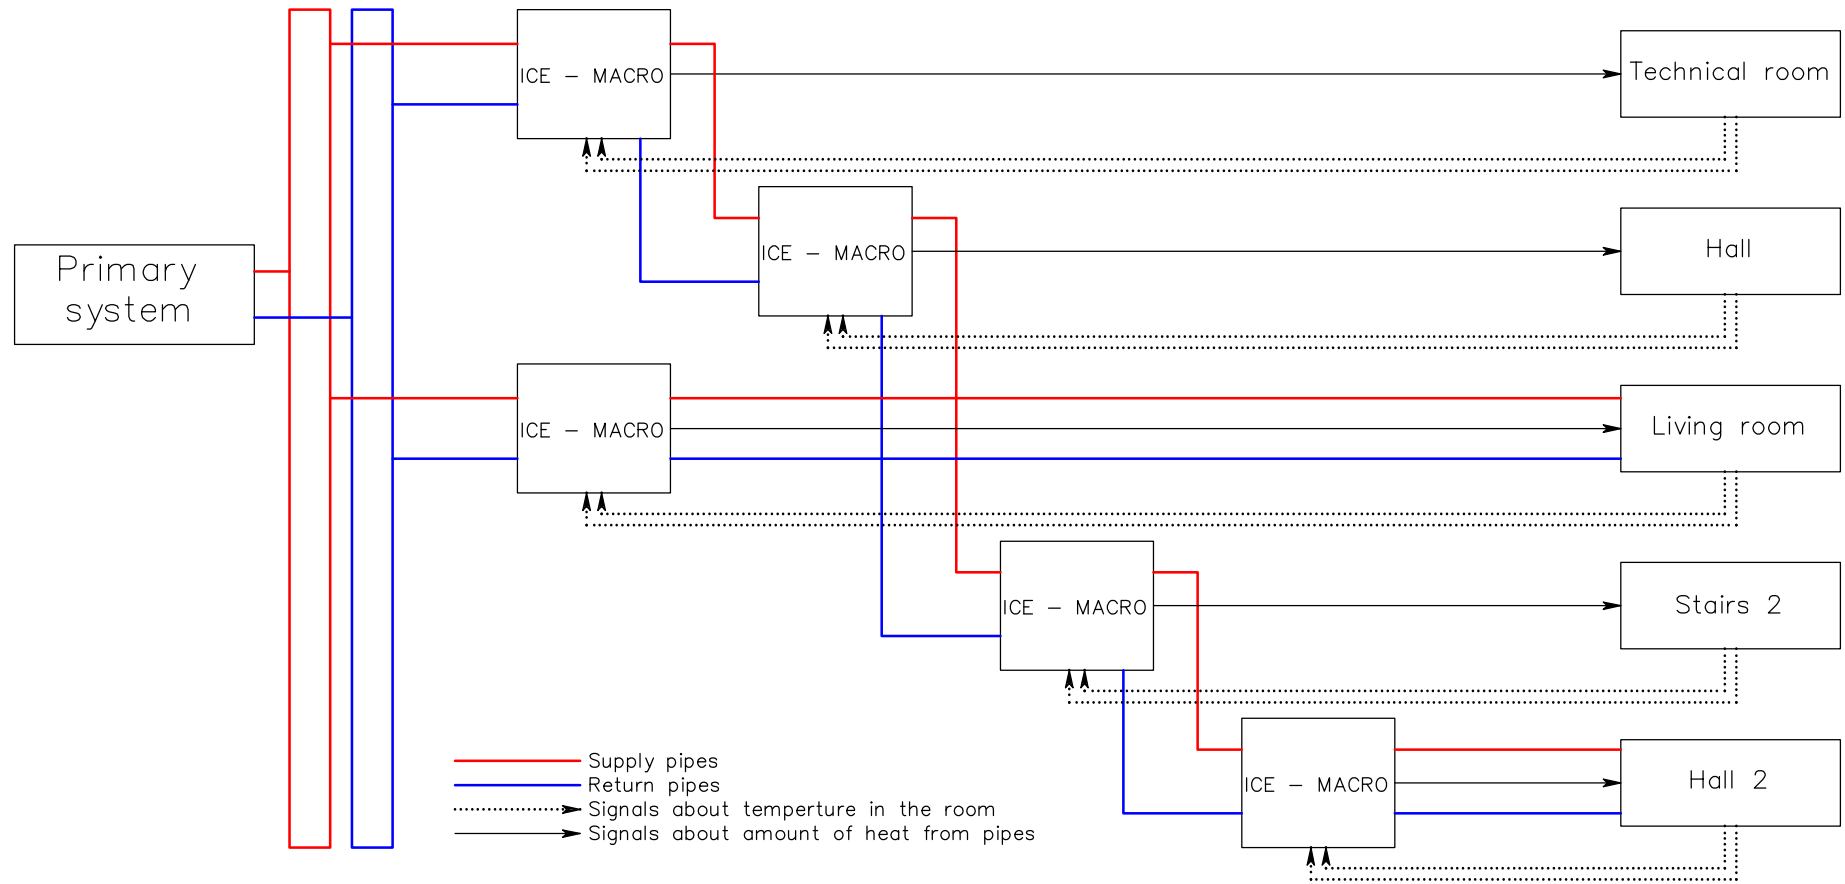 ICE – MACRO
Technical room
ICE – MACRO
Hall
Primary
system
ICE – MACRO
Living room
ICE – MACRO
Stairs 2
ICE – MACRO
Hall 2
Supply pipes
Return pipes
Signals about temperture in the room
Signals about amount of heat from pipes